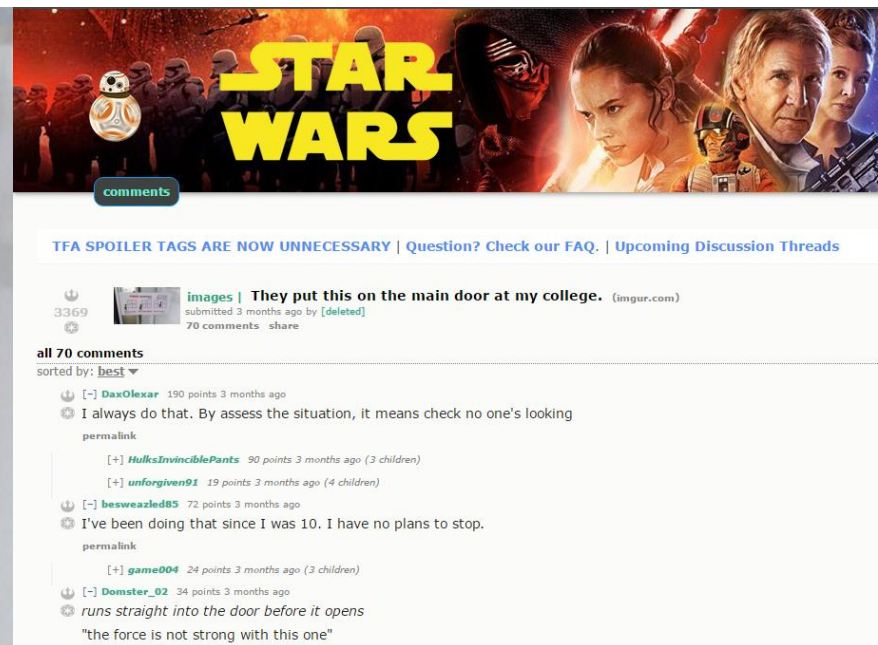 STAR
WARS
comments
TFA SPOILER TAGS ARE NOW UNNECESSARY | Question? Check our FAQ. | Upcoming Discussion Threads
images | They put this on the main door at my college. (imgur.com)
3369 submitted 3 months ago by [deleted]
70 comments share
all 70 comments
sorted by: best
[-] DaxOlexar 190 points 3 months ago
I always do that. By assess the situation, it means check no one's looking
permalink
[+] HulksInvinciblePants 90 points 3 months ago (3 children)
[+] unforgiven91 19 points 3 months ago (4 children)
[-] besweazled85 72 points 3 months ago
I've been doing that since I was 10. I have no plans to stop.
permalink
[+] game004 24 points 3 months ago (3 children)
[-] Domster_02 34 points 3 months ago
runs straight into the door before it opens
"the force is not strong with this one"